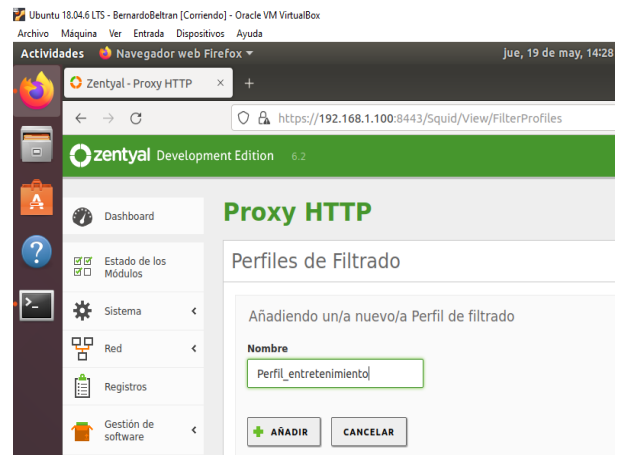 Ubuntu 18.04.6 LTS - BernardoBeltran [Corriendo] - Oracle VM VirtualBox
Archivo Máquina Ver Entrada Dispositivos Ayuda
Actividades Navegador web Firefox jue, 19 de may, 14:28
Zentyal - Proxy HTTP × +
https://192.168.1.100:8443/Squid/View/FilterProfiles
zentyal Development Edition 6.2
Dashboard
Estado de los
Módulos
Sistema
Red
Registros
Gestión de
software
Proxy HTTP
Perfiles de Filtrado
Añadiendo un/a nuevo/a Perfil de filtrado
Nombre
Perfil_entretenimiento
AÑADIR CANCELAR